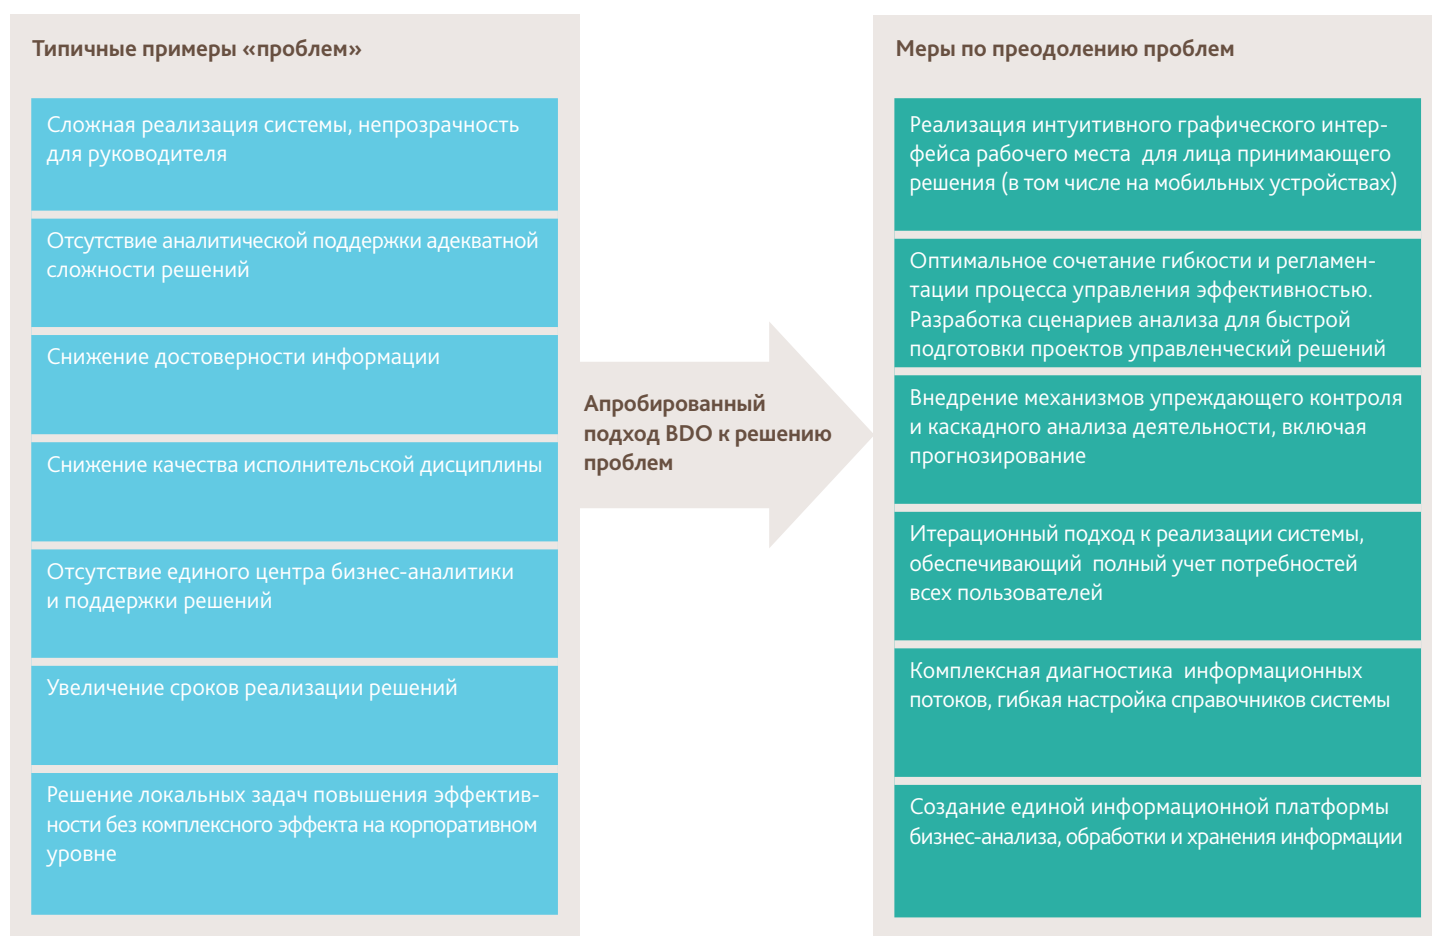 Типичные примеры «проблем»
Сложная реализация системы, непрозрачность
для руководителя
Отсутствие аналитической поддержки адекватной
сложности решений
Снижение достоверности информации
Снижение качества исполнительской дисциплины
Отсутствие единого центра бизнес-аналитики
и поддержки решений
Увеличение сроков реализации решений
Решение локальных задач повышения эффектив-
ности без комплексного эффекта на корпоративном
уровне
Апробированный
подход BDO к решению
проблем
Меры по преодолению проблем
Реализация интуитивного графического интер-
фейса рабочего места для лица принимающего
решения (в том числе на мобильных устройствах)
Оптимальное сочетание гибкости и регламен-
тации процесса управления эффективностью.
Разработка сценариев анализа для быстрой
подготовки проектов управленческий решений
Внедрение механизмов упреждающего контроля
и каскадного анализа деятельности, включая
прогнозирование
Итерационный подход к реализации системы,
обеспечивающий полный учет потребностей
всех пользователей
Комплексная диагностика информационных
потоков, гибкая настройка справочников системы
Создание единой информационной платформы
бизнес-анализа, обработки и хранения информации